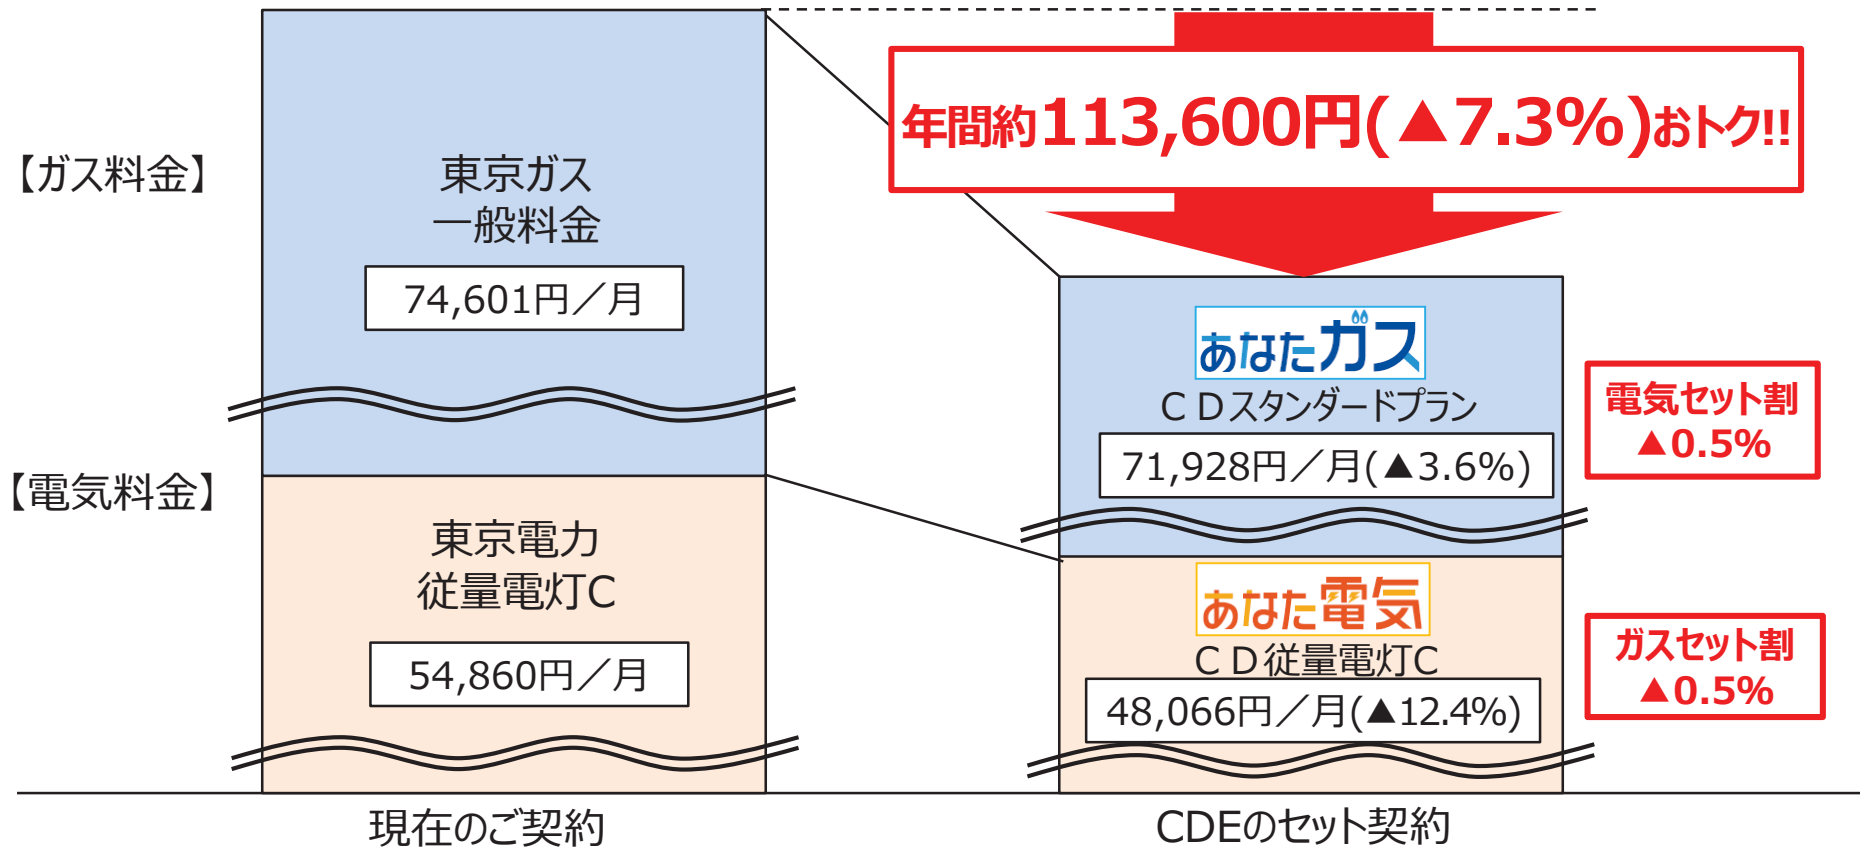 年間約113,600円(▲7.3%)おトク!!
【ガス料金】
東京ガス
一般料金
74,601円／月
あなたガス
ＣＤスタンダードプラン
71,928円／月(▲3.6%)
電気セット割
▲0.5%
【電気料金】
東京電力
従量電灯C
54,860円／月
あなた電気
ＣＤ従量電灯C
48,066円／月(▲12.4%)
ガスセット割
▲0.5%
現在のご契約
CDEのセット契約